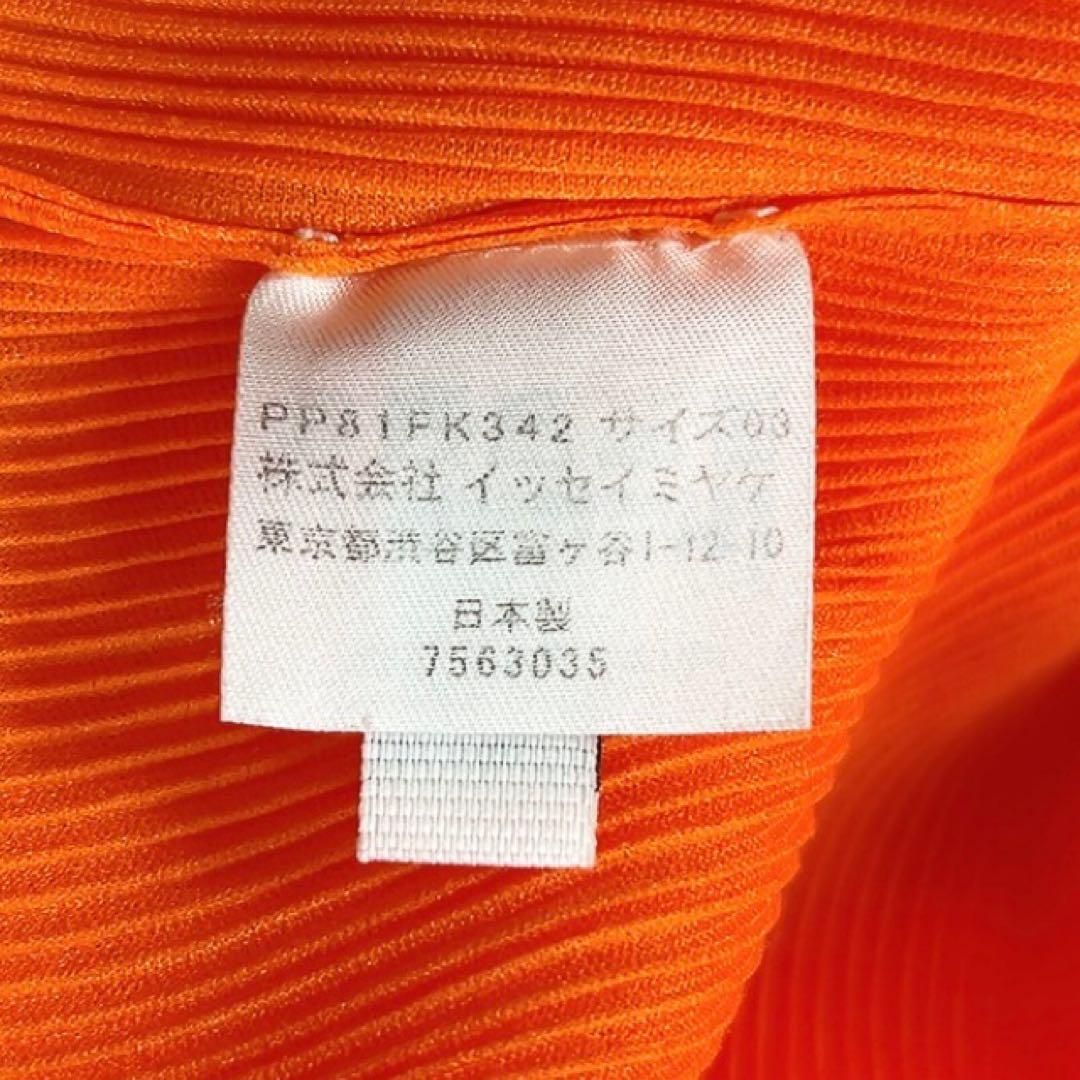 PP81FK342 サイズ03
株式会社 イッセイミヤケ
東京都渋谷区富ヶ谷1-12-10
日本製
7563035